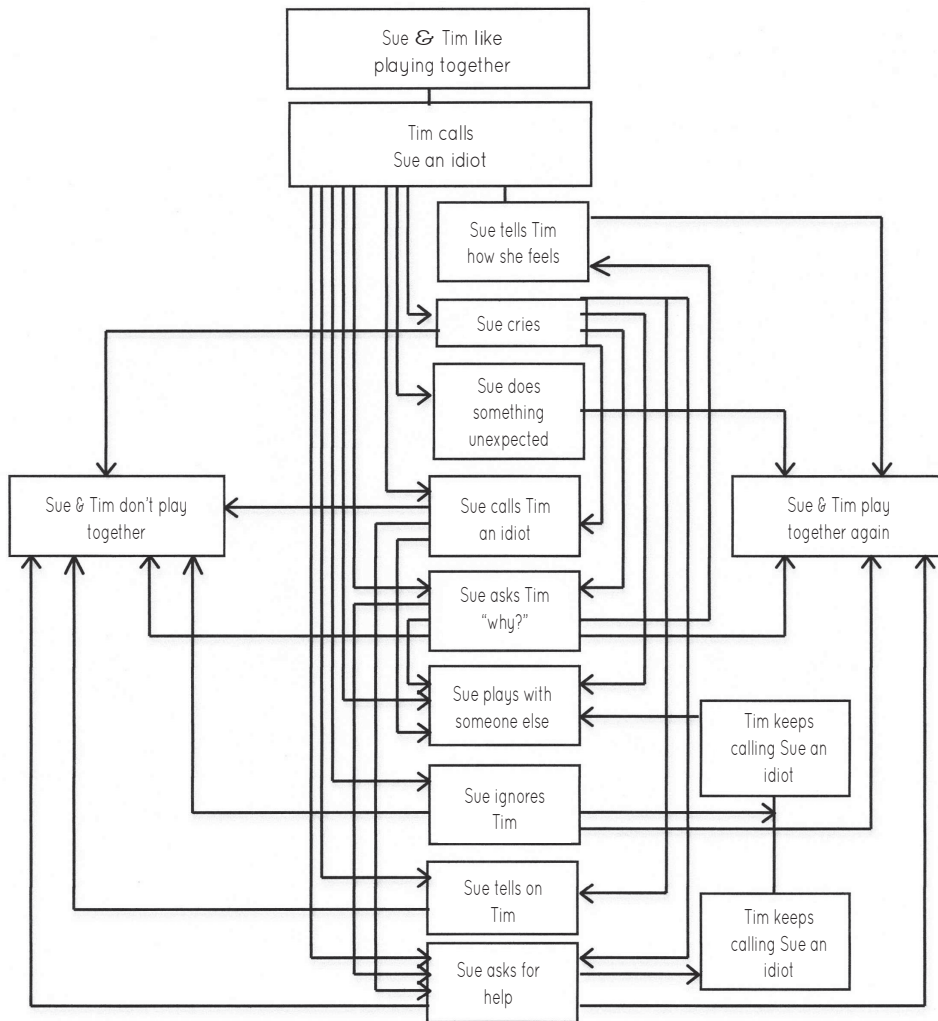 Sue & Tim like
playing together
Tim calls
Sue an idiot
Sue tells Tim
how she feels
Sue cries
Sue does
something
unexpected
Sue & Tim don't play
together
Sue calls Tim
an idiot
Sue & Tim play
together again
Sue asks Tim
“why?”
Sue plays with
someone else
Tim keeps
calling Sue an
idiot
Sue ignores
Tim
Sue tells on
Tim
Tim keeps
calling Sue an
idiot
Sue asks for
help